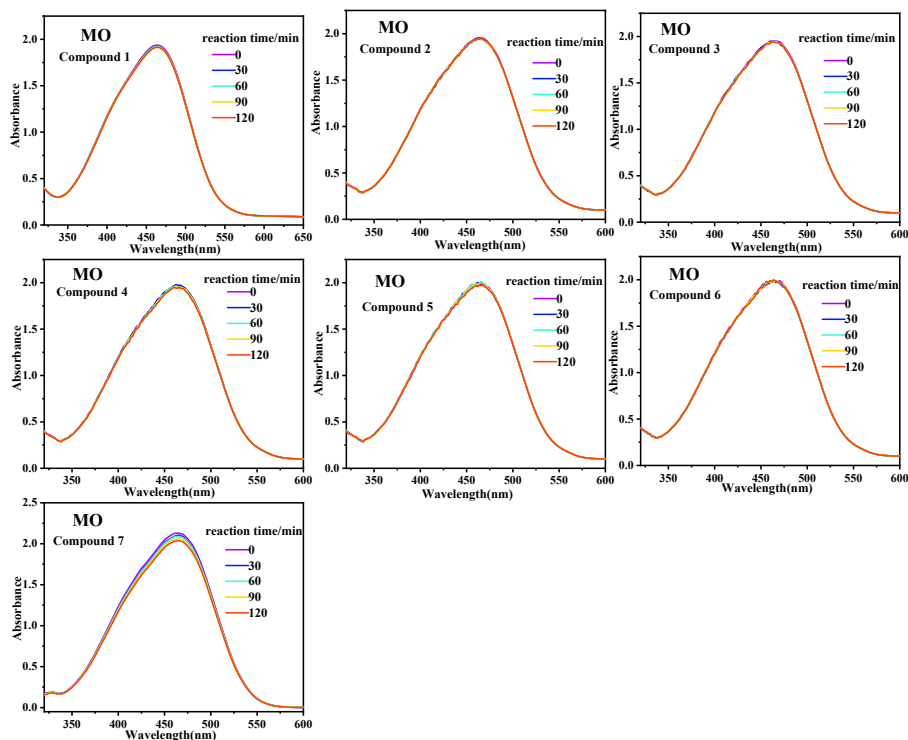 MO
Compound 1
reaction time/min
0
30
60
90
120
Absorbance
0.0
0.5
1.0
1.5
2.0
350 400 450 500 550 600 650
Wavelength(nm)
MO
Compound 2
reaction time/min
0
30
60
90
120
Absorbance
0.0
0.5
1.0
1.5
2.0
350 400 450 500 550 600
Wavelength(nm)
MO
Compound 3
reaction time/min
0
30
60
90
120
Absorbance
0.0
0.5
1.0
1.5
2.0
350 400 450 500 550 600
Wavelength(nm)
MO
Compound 4
reaction time/min
0
30
60
90
120
Absorbance
0.0
0.5
1.0
1.5
2.0
350 400 450 500 550 600
Wavelength(nm)
MO
Compound 5
reaction time/min
0
30
60
90
120
Absorbance
0.0
0.5
1.0
1.5
2.0
350 400 450 500 550 600
Wavelength(nm)
MO
Compound 6
reaction time/min
0
30
60
90
120
Absorbance
0.0
0.5
1.0
1.5
2.0
350 400 450 500 550 600
Wavelength(nm)
MO
Compound 7
reaction time/min
0
30
60
90
120
Absorbance
0.0
0.5
1.0
1.5
2.0
2.5
350 400 450 500 550 600
Wavelength(nm)